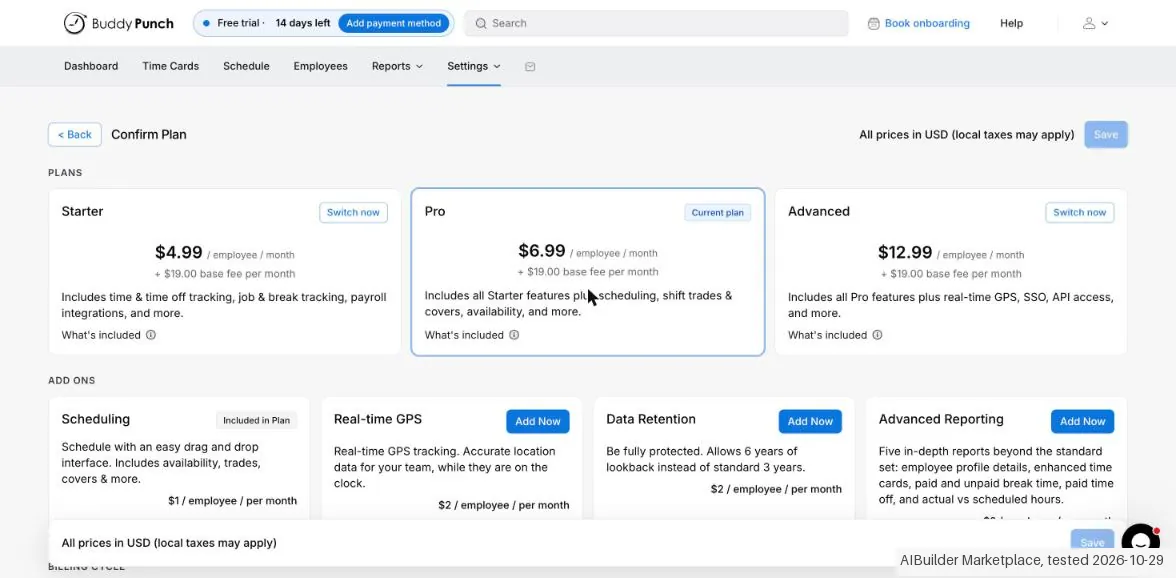 Buddy Punch
Free trial · 14 days left Add payment method
Search
Book onboarding
Help
Dashboard Time Cards Schedule Employees Reports Settings
< Back Confirm Plan
All prices in USD (local taxes may apply) Save
PLANS
Starter Switch now
$4.99 / employee / month
+ $19.00 base fee per month
Includes time & time off tracking, job & break tracking, payroll
integrations, and more.
What's included
Pro Current plan
$6.99 / employee / month
+ $19.00 base fee per month
Includes all Starter features plus scheduling, shift trades &
covers, availability, and more.
What's included
Advanced Switch now
$12.99 / employee / month
+ $19.00 base fee per month
Includes all Pro features plus real-time GPS, SSO, API access,
and more.
What's included
ADD ONS
Scheduling Included in Plan
Schedule with an easy drag and drop
interface. Includes availability, trades,
covers & more.
$1 / employee / per month
Real-time GPS Add Now
Real-time GPS tracking. Accurate location
data for your team, while they are on the
clock.
$2 / employee / per month
Data Retention Add Now
Be fully protected. Allows 6 years of
lookback instead of standard 3 years.
$2 / employee / per month
Advanced Reporting Add Now
Five in-depth reports beyond the standard
set: employee profile details, enhanced time
cards, paid and unpaid break time, paid time
off, and actual vs scheduled hours.
All prices in USD (local taxes may apply) Save
BILLING CYCLE
AIBuilder Marketplace, tested 2026-10-29